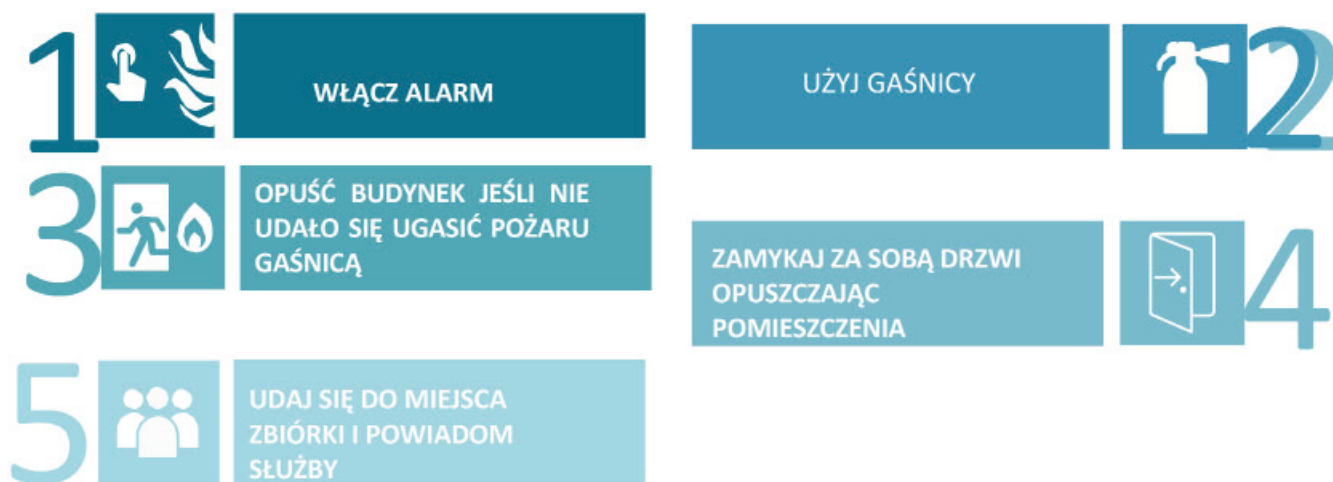 1
WŁĄCZ ALARM
UŻYJ GAŚNICY
2
3
OPUŚĆ BUDYNEK JEŚLI NIE
UDAŁO SIĘ UGASIĆ POŻARU
GAŚNICĄ
ZAMYKAJ ZA SOBĄ DRZWI
OPUSZCZAJĄC
POMIESZCZENIA
4
5
UDAJ SIĘ DO MIEJSCA
ZBIÓRKI I POWIADOM
SŁUŻBY